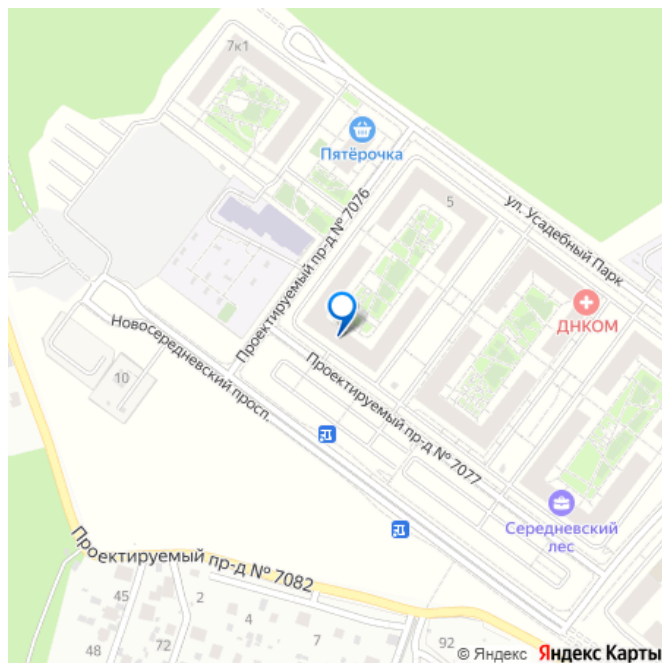 7к1
Пятёрочка
5
ул. Усадебный Парк
Проектируемый пр-д № 7076
ДНКОМ
Новосередневский просп.
10
Проектируемый пр-д № 7077
Середневский
лес
Проектируемый пр-д № 7082
45
2
4
7
48
72
92
© Яндекс Яндекс Карты